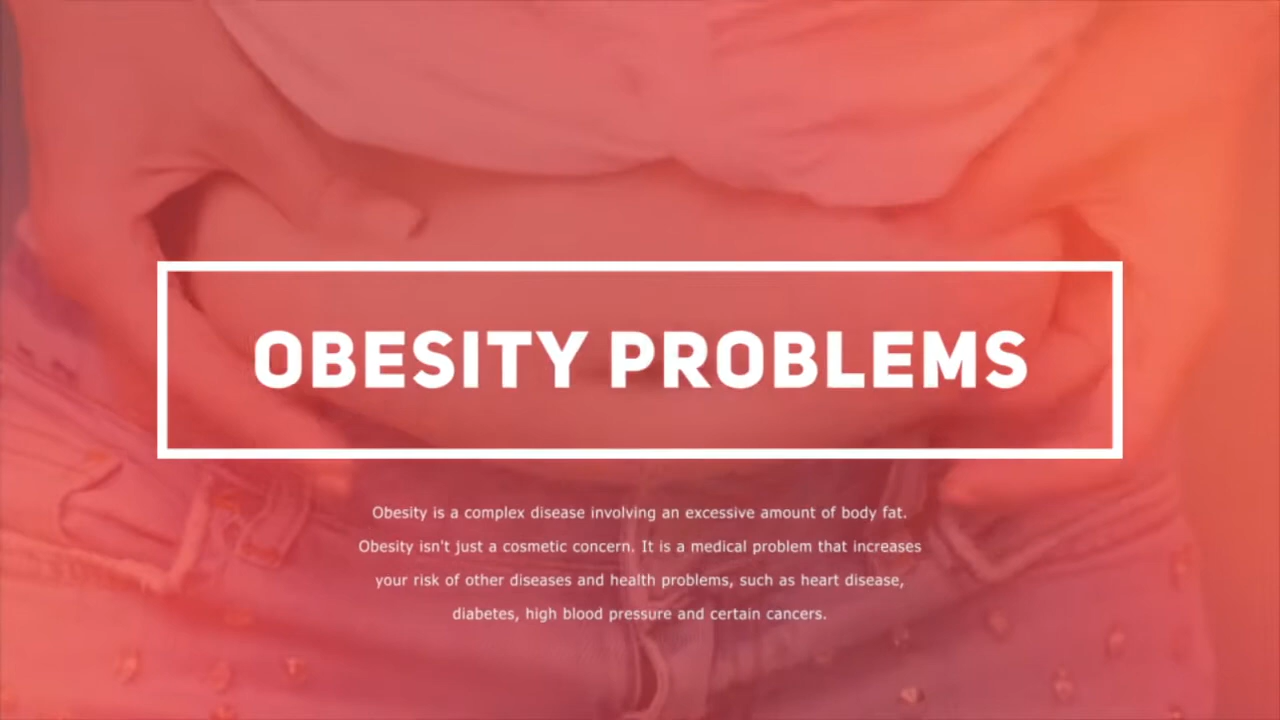 OBESITY PROBLEMS
Obesity is a complex disease involving an excessive amount of body fat.
Obesity isn't just a cosmetic concern. It is a medical problem that increases
your risk of other diseases and health problems, such as heart disease,
diabetes, high blood pressure and certain cancers.